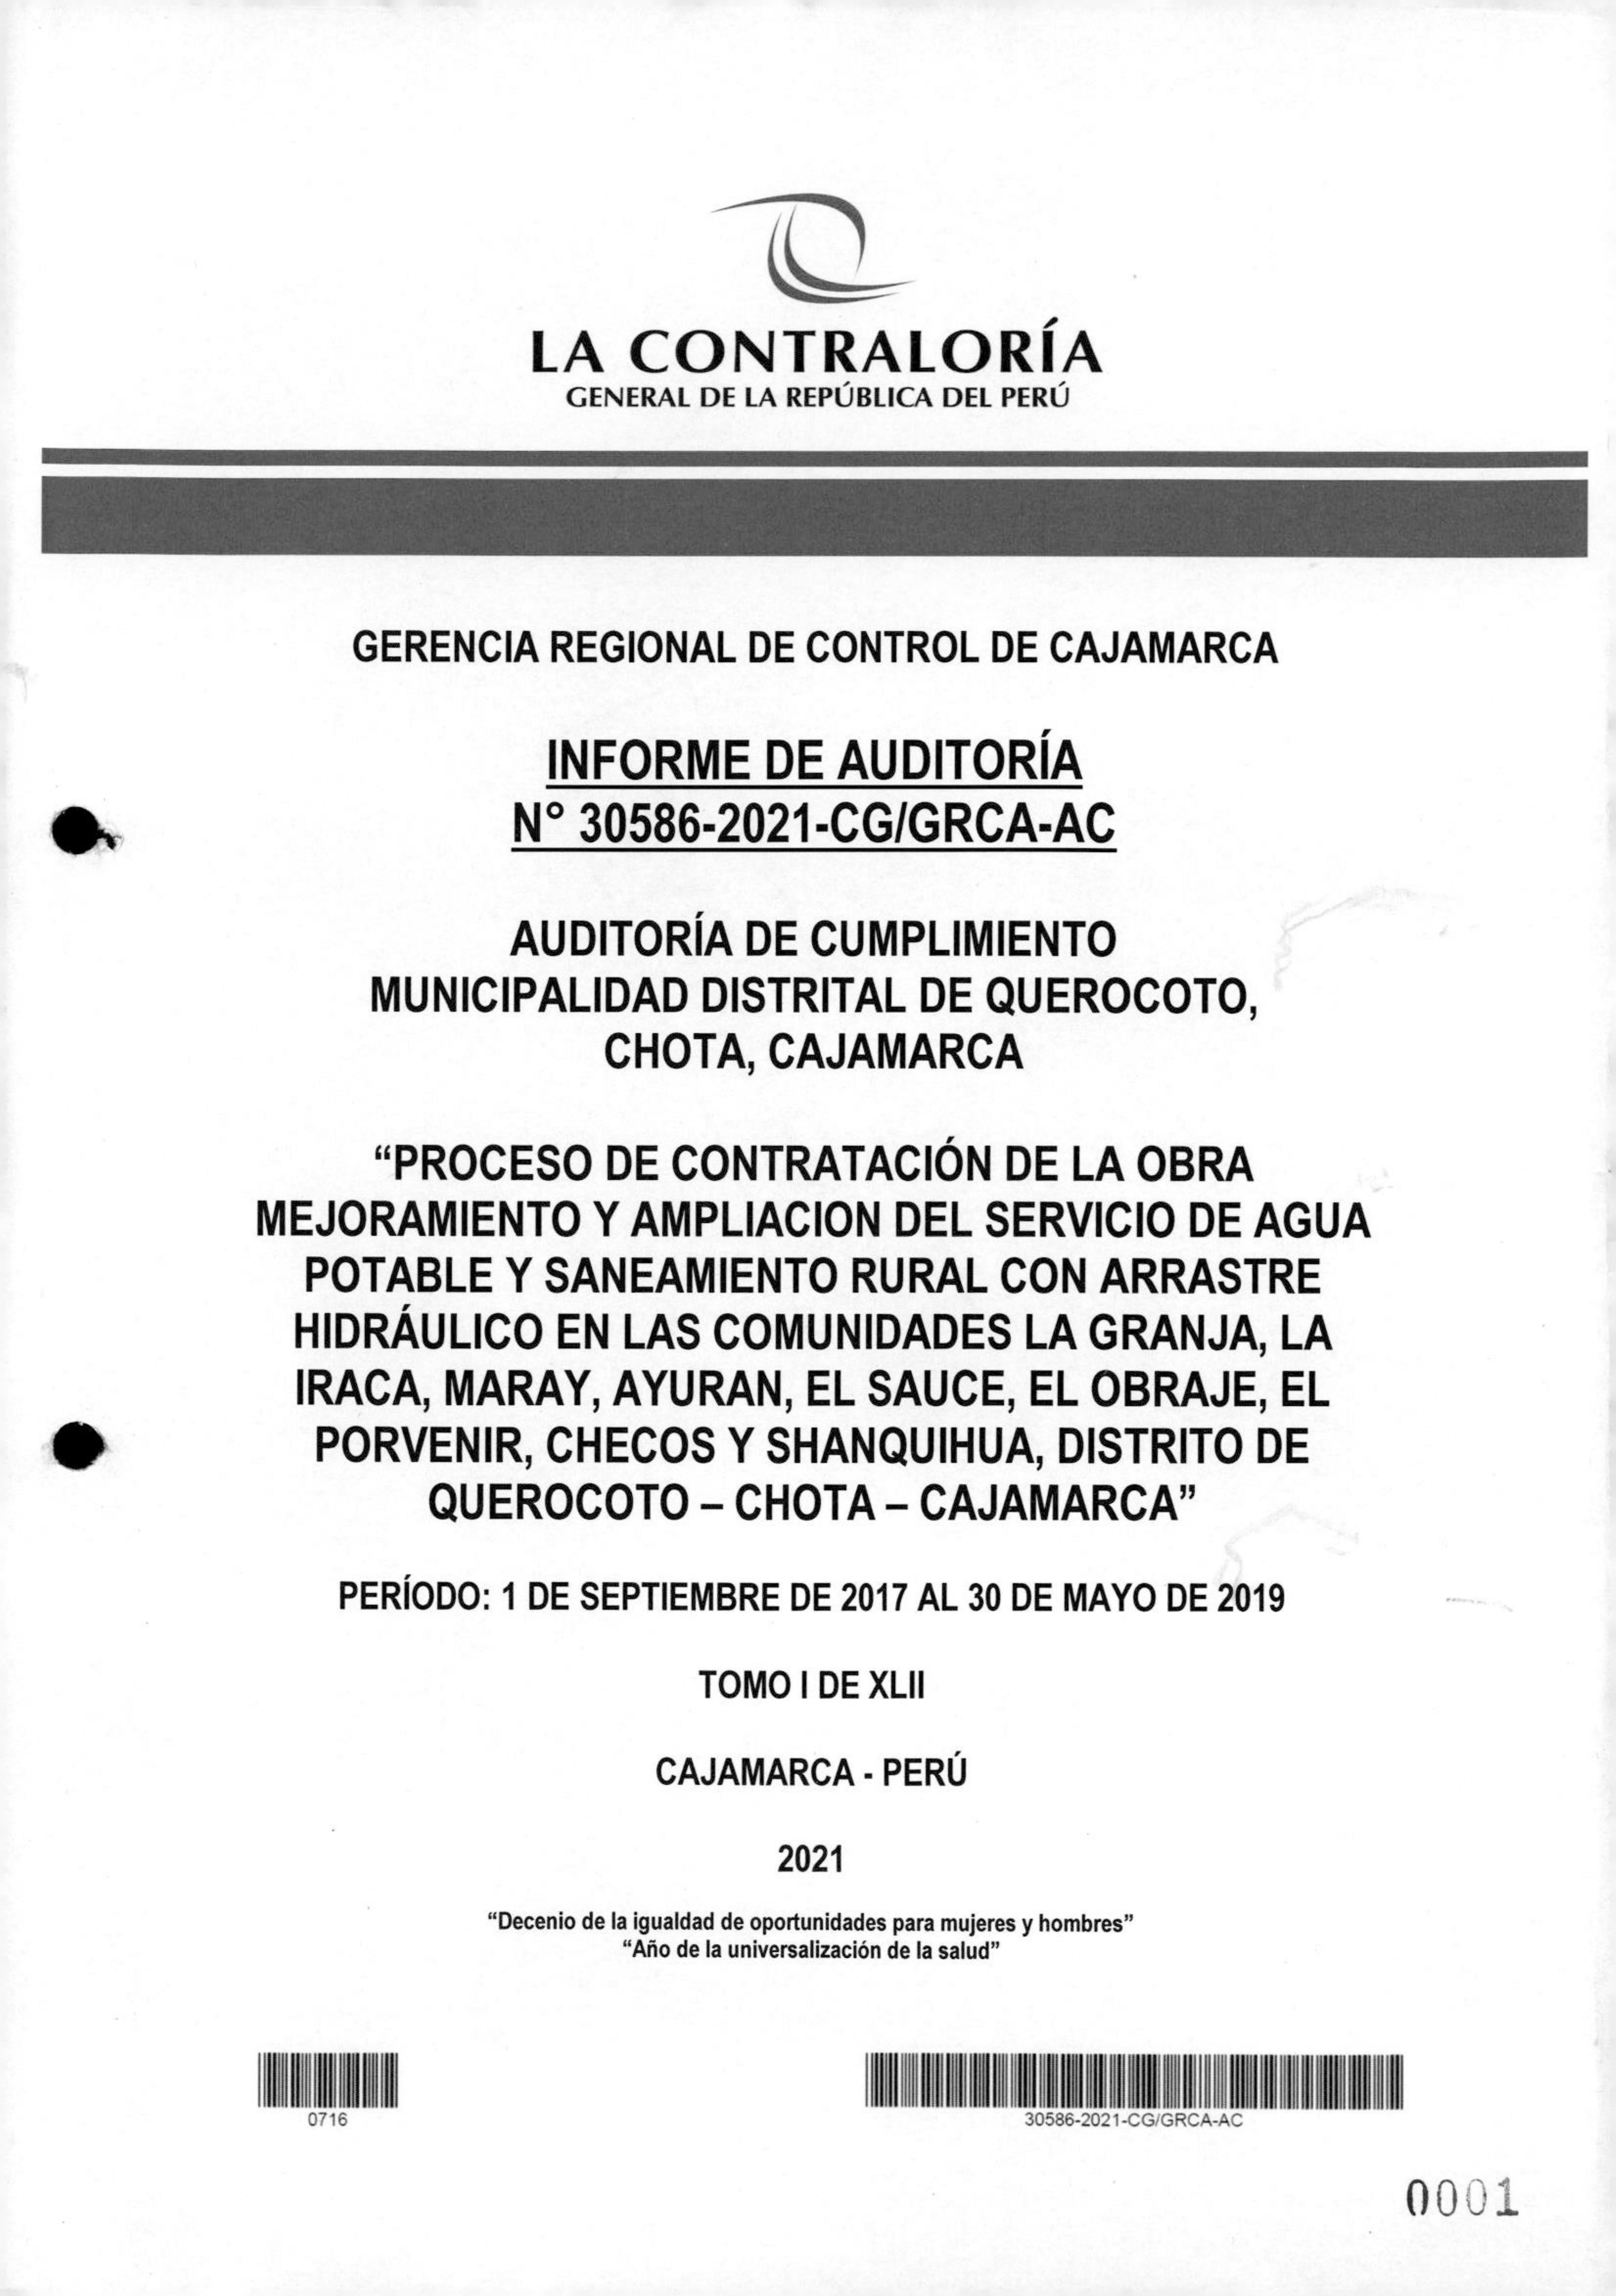 LA CONTRALORÍA
GENERAL DE LA REPÚBLICA DEL PERÚ
GERENCIA REGIONAL DE CONTROL DE CAJAMARCA
INFORME DE AUDITORÍA
N° 30586-2021-CG/GRCA-AC
AUDITORÍA DE CUMPLIMIENTO
MUNICIPALIDAD DISTRITAL DE QUEROCOTO,
CHOTA, CAJAMARCA
“PROCESO DE CONTRATACIÓN DE LA OBRA
MEJORAMIENTO Y AMPLIACION DEL SERVICIO DE AGUA
POTABLE Y SANEAMIENTO RURAL CON ARRASTRE
HIDRÁULICO EN LAS COMUNIDADES LA GRANJA, LA
IRACA, MARAY, AYURAN, EL SAUCE, EL OBRAJE, EL
PORVENIR, CHECOS Y SHANQUIHUA, DISTRITO DE
QUEROCOTO – CHOTA – CAJAMARCA”
PERÍODO: 1 DE SEPTIEMBRE DE 2017 AL 30 DE MAYO DE 2019
TOMO I DE XLII
CAJAMARCA - PERÚ
2021
“Decenio de la igualdad de oportunidades para mujeres y hombres”
“Año de la universalización de la salud”
0716
30586-2021-CG/GRCA-AC
0001